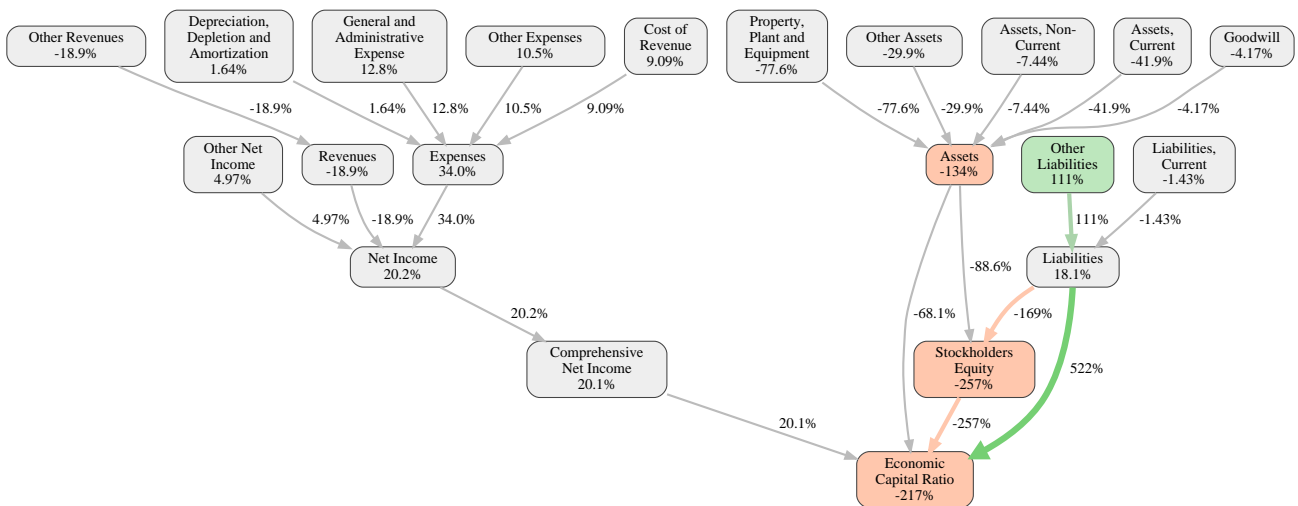 Other Revenues
-18.9%
Depreciation,
Depletion and
Amortization
1.64%
General and
Administrative
Expense
12.8%
Other Expenses
10.5%
Cost of
Revenue
9.09%
Property,
Plant and
Equipment
-77.6%
Other Assets
-29.9%
Assets, Non-
Current
-7.44%
Assets,
Current
-41.9%
Goodwill
-4.17%
-18.9%
1.64%
12.8%
10.5%
9.09%
-77.6%
-29.9%
-7.44%
-41.9%
-4.17%
Other Net
Income
4.97%
Revenues
-18.9%
Expenses
34.0%
Assets
-134%
Other
Liabilities
111%
Liabilities,
Current
-1.43%
4.97%
-18.9%
34.0%
111%
-1.43%
Net Income
20.2%
-88.6%
Liabilities
18.1%
20.2%
-68.1%
-169%
Comprehensive
Net Income
20.1%
Stockholders
Equity
-257%
522%
20.1%
-257%
Economic
Capital Ratio
-217%